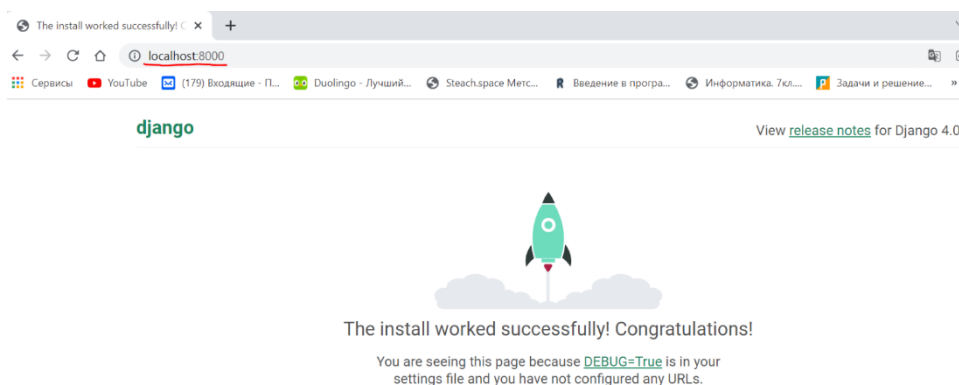 The install worked successfully! C
localhost:8000
Сервисы YouTube (179) Входящие - П... Duolingo - Лучший... Steach.space Метс... Введение в програ... Информатика. 7кл.... Задачи и решение... »
django
View release notes for Django 4.0
The install worked successfully! Congratulations!
You are seeing this page because DEBUG=True is in your
settings file and you have not configured any URLs.